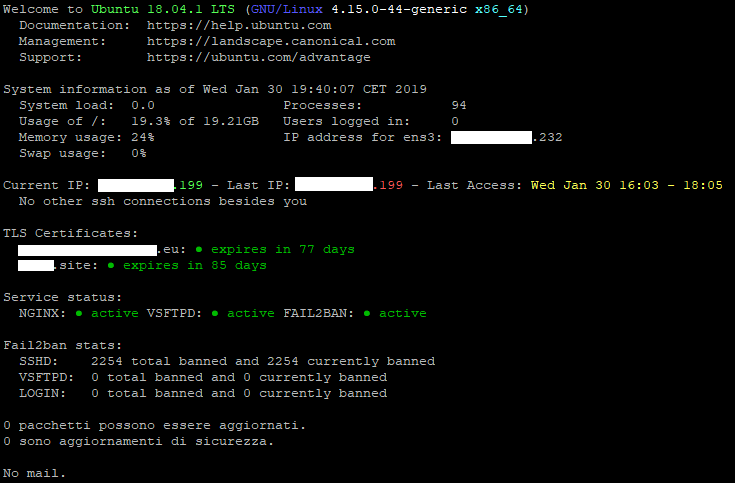 Welcome to Ubuntu 18.04.1 LTS (GNU/Linux 4.15.0-44-generic x86_64)
Documentation: https://help.ubuntu.com
Management: https://landscape.canonical.com
Support: https://ubuntu.com/advantage
System information as of Wed Jan 30 19:40:07 CET 2019
System load: 0.0 Processes: 94
Usage of /: 19.3% of 19.21GB Users logged in: 0
Memory usage: 24% IP address for ens3: .232
Swap usage: 0%
Current IP: .199 - Last IP: .199 - Last Access: Wed Jan 30 16:03 - 18:05
No other ssh connections besides you
TLS Certificates:
.eu: ● expires in 77 days
.site: ● expires in 85 days
Service status:
NGINX: ● active VSFTPD: ● active FAIL2BAN: ● active
Fail2ban stats:
SSHD: 2254 total banned and 2254 currently banned
VSFTPD: 0 total banned and 0 currently banned
LOGIN: 0 total banned and 0 currently banned
0 pacchetti possono essere aggiornati.
0 sono aggiornamenti di sicurezza.
No mail.